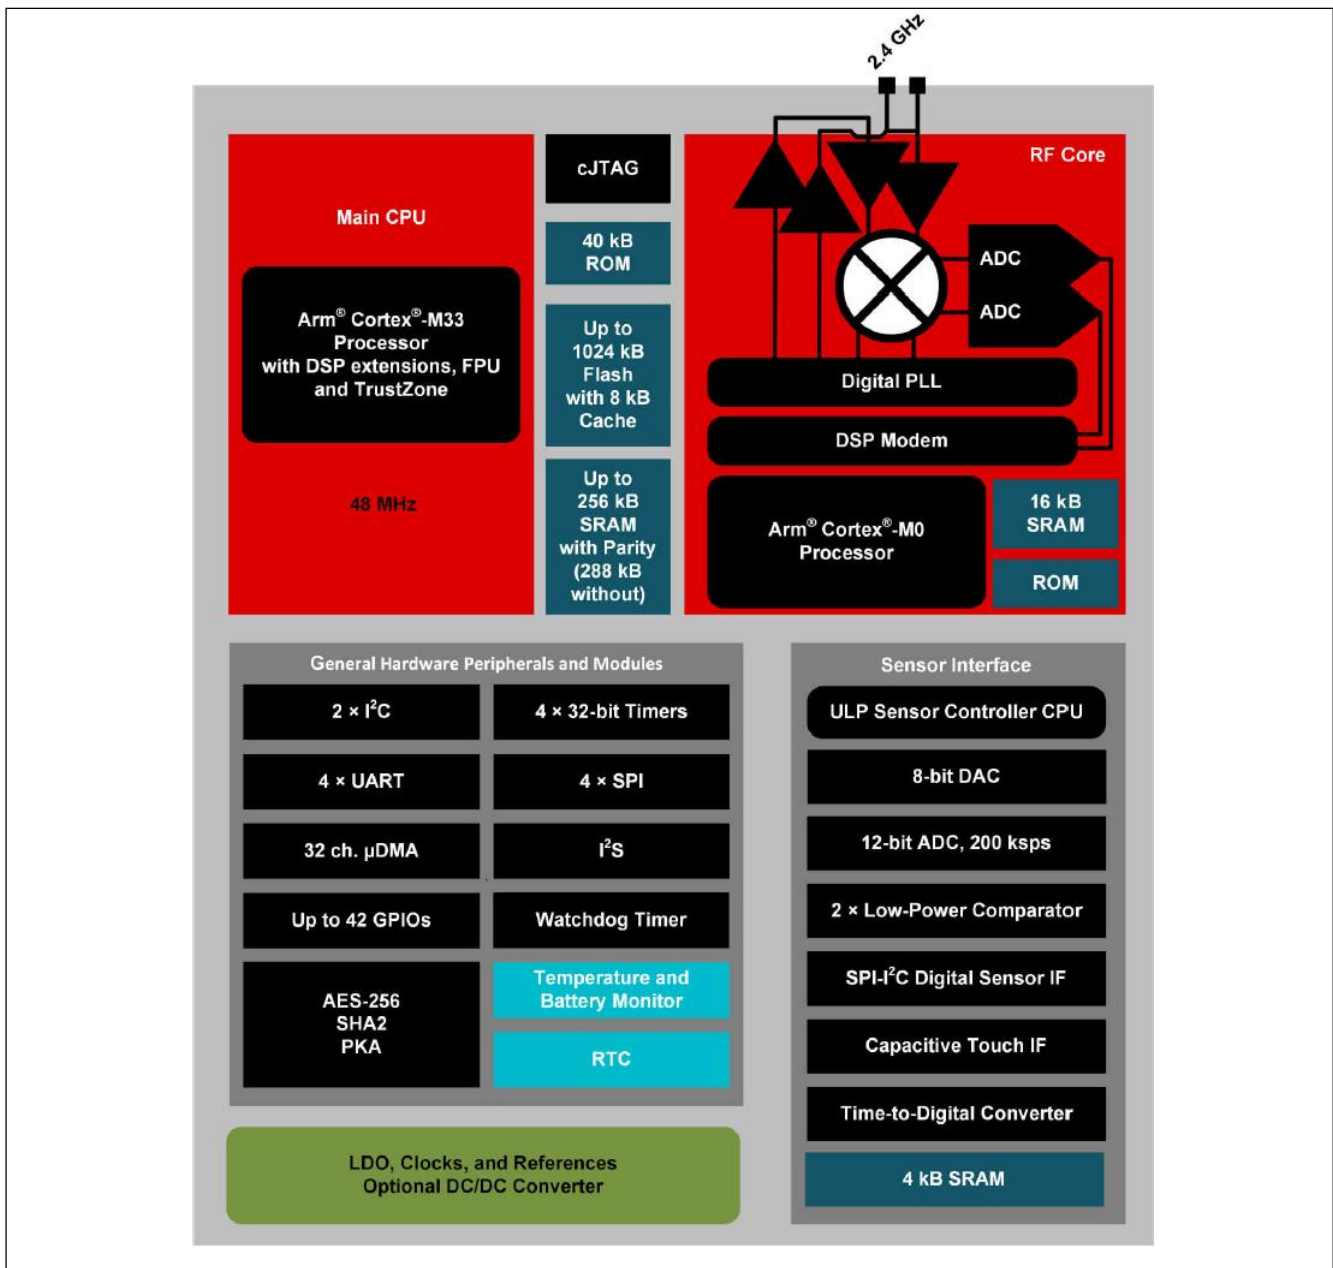 2.4 GHz
Main CPU
Arm® Cortex®-M33
Processor
with DSP extensions, FPU
and TrustZone
48 MHz
cJTAG
40 kB
ROM
Up to
1024 kB
Flash
with 8 kB
Cache
Up to
256 kB
SRAM
with Parity
(288 kB
without)
RF Core
ADC
ADC
Digital PLL
DSP Modem
Arm® Cortex®-M0
Processor
16 kB
SRAM
ROM
General Hardware Peripherals and Modules
2 × I²C
4 × 32-bit Timers
4 × UART
4 × SPI
32 ch. µDMA
I²S
Up to 42 GPIOs
Watchdog Timer
AES-256
SHA2
PKA
Temperature and
Battery Monitor
RTC
LDO, Clocks, and References
Optional DC/DC Converter
Sensor Interface
ULP Sensor Controller CPU
8-bit DAC
12-bit ADC, 200 ksps
2 × Low-Power Comparator
SPI-I²C Digital Sensor IF
Capacitive Touch IF
Time-to-Digital Converter
4 kB SRAM